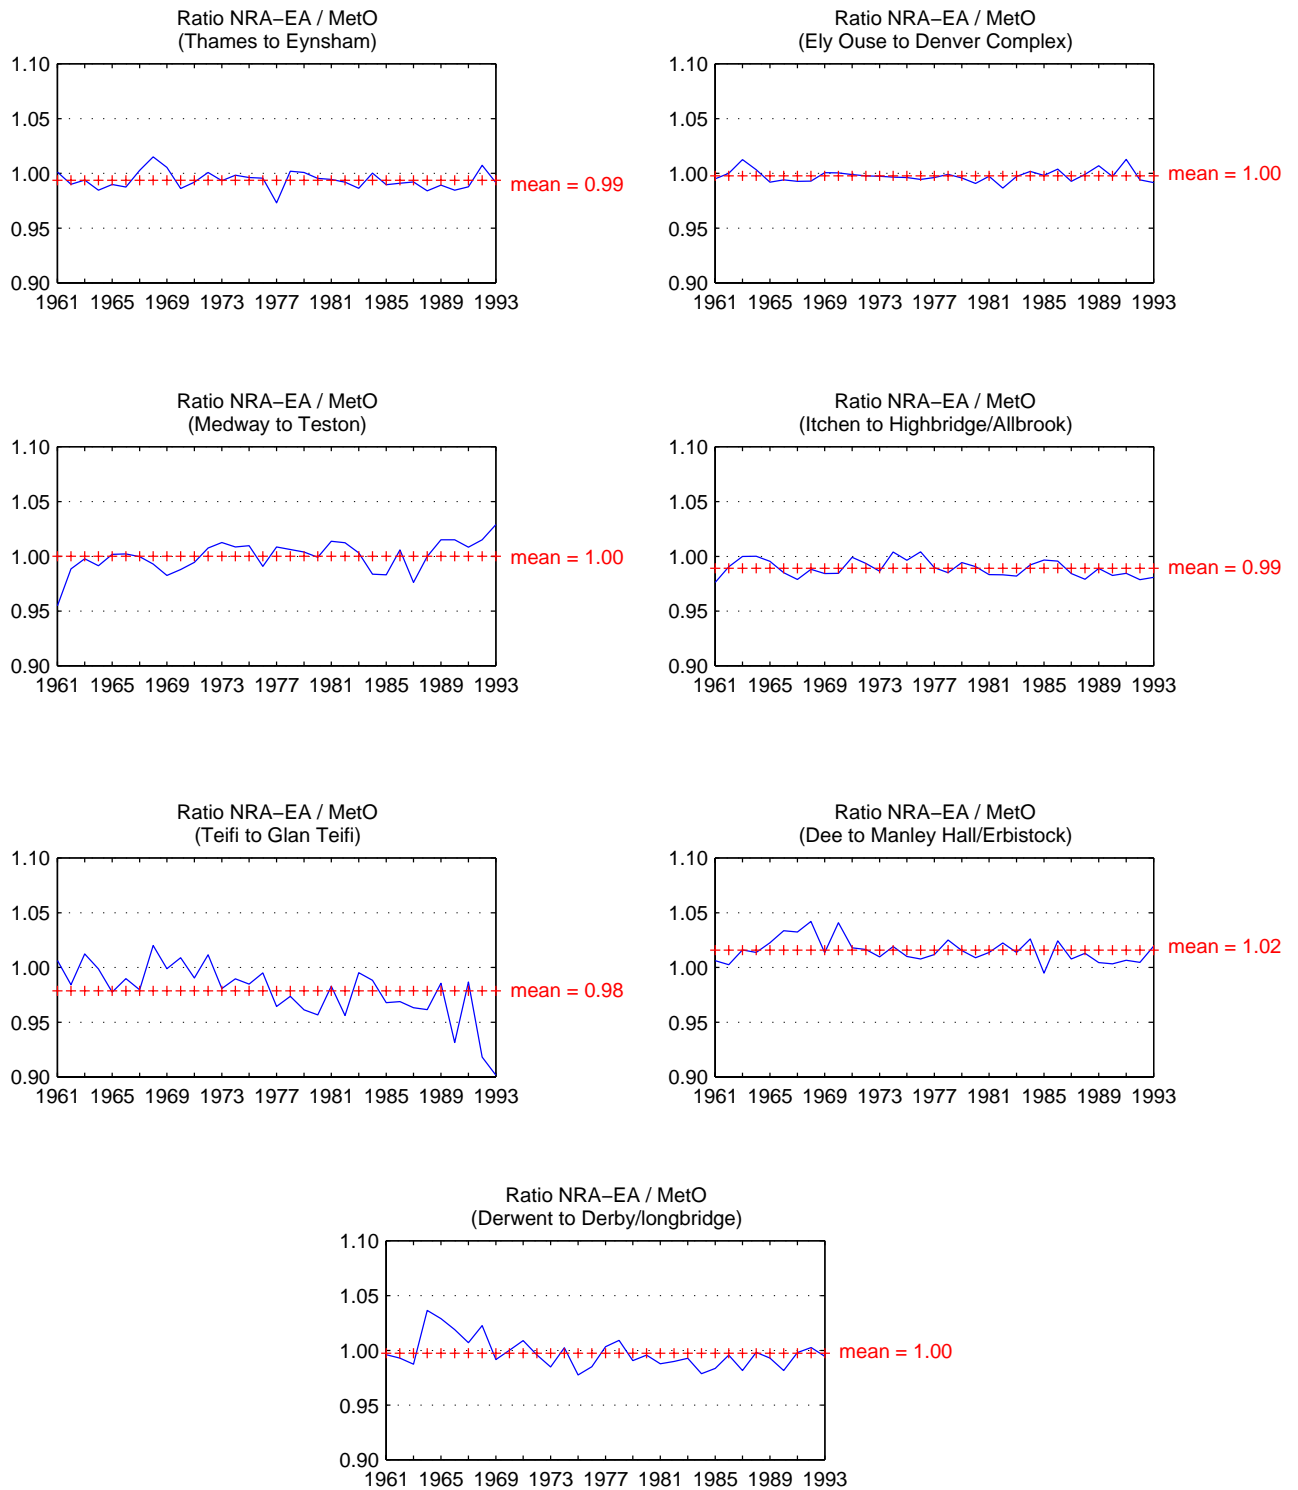 Ratio NRA−EA / MetO
(Thames to Eynsham)
1.10
1.05
1.00
0.95
0.90
1961 1965 1969 1973 1977 1981 1985 1989 1993
mean = 0.99
Ratio NRA−EA / MetO
(Ely Ouse to Denver Complex)
1.10
1.05
1.00
0.95
0.90
1961 1965 1969 1973 1977 1981 1985 1989 1993
mean = 1.00
Ratio NRA−EA / MetO
(Medway to Teston)
1.10
1.05
1.00
0.95
0.90
1961 1965 1969 1973 1977 1981 1985 1989 1993
mean = 1.00
Ratio NRA−EA / MetO
(Itchen to Highbridge/Allbrook)
1.10
1.05
1.00
0.95
0.90
1961 1965 1969 1973 1977 1981 1985 1989 1993
mean = 0.99
Ratio NRA−EA / MetO
(Teifi to Glan Teifi)
1.10
1.05
1.00
0.95
0.90
1961 1965 1969 1973 1977 1981 1985 1989 1993
mean = 0.98
Ratio NRA−EA / MetO
(Dee to Manley Hall/Erbistock)
1.10
1.05
1.00
0.95
0.90
1961 1965 1969 1973 1977 1981 1985 1989 1993
mean = 1.02
Ratio NRA−EA / MetO
(Derwent to Derby/longbridge)
1.10
1.05
1.00
0.95
0.90
1961 1965 1969 1973 1977 1981 1985 1989 1993
mean = 1.00